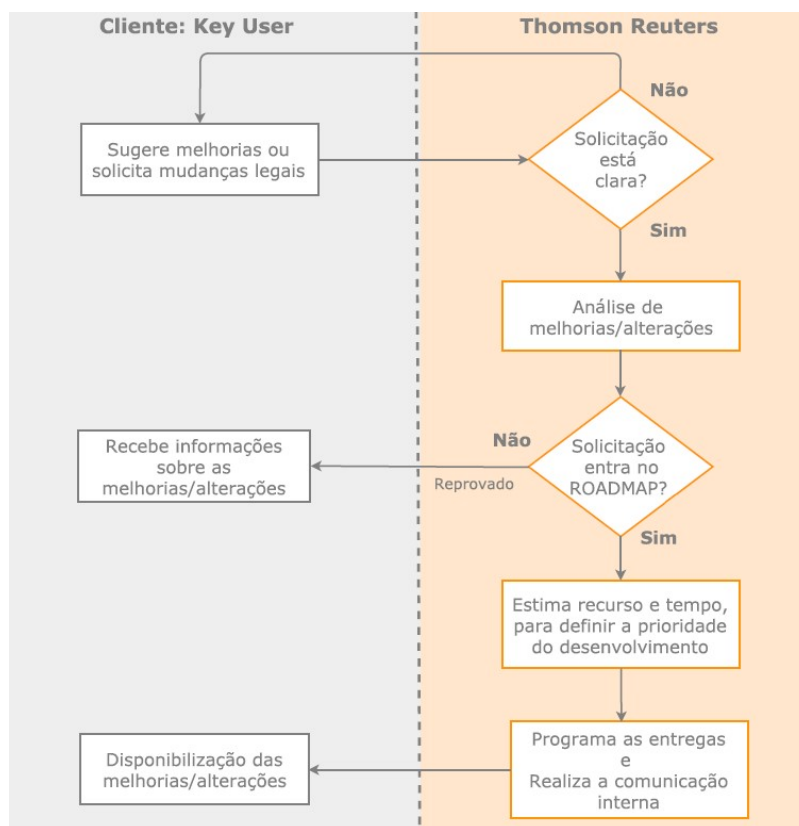 Cliente: Key User
Thomson Reuters
Não
Sugere melhorias ou
solicita mudanças legais
Solicitação
está
clara?
Sim
Análise de
melhorias/alterações
Recebe informações
sobre as
melhorias/alterações
Não
Reprovado
Solicitação
entra no
ROADMAP?
Sim
Estima recurso e tempo,
para definir a prioridade
do desenvolvimento
Disponibilização das
melhorias/alterações
Programa as entregas
e
Realiza a comunicação
interna